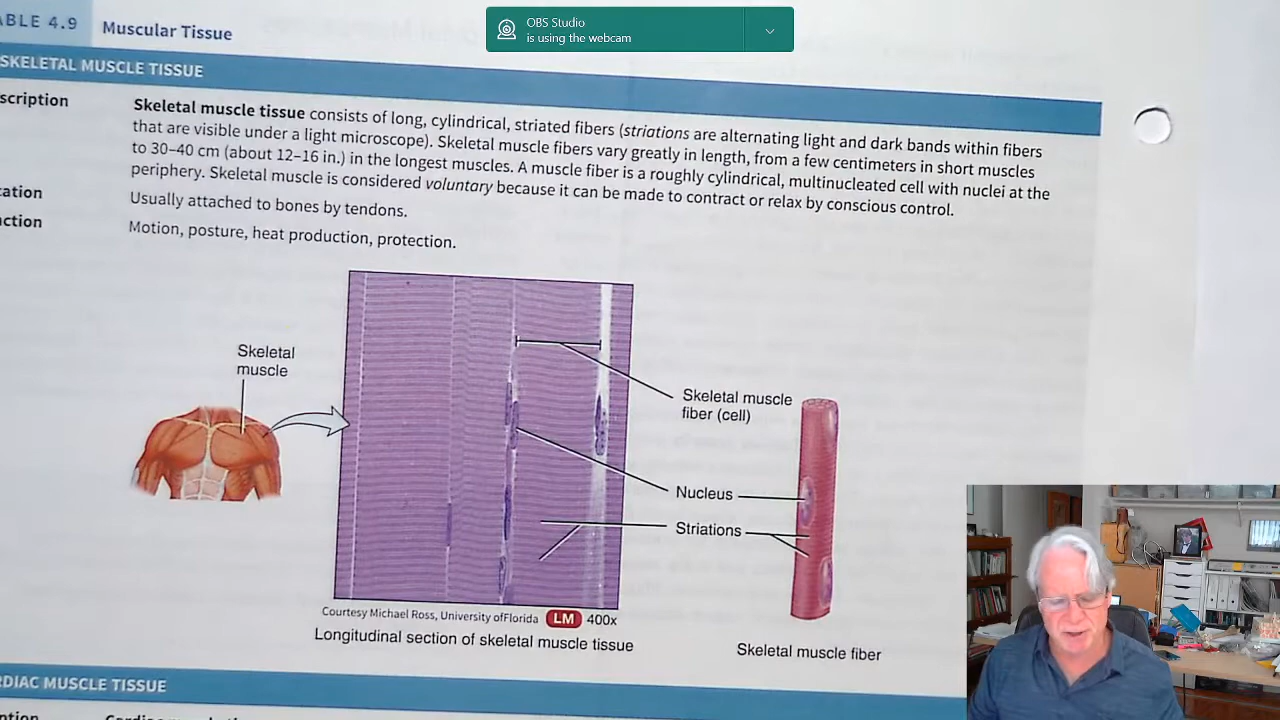 OBS Studio
is using the webcam
ABLE 4.9 Muscular Tissue
SKELETAL MUSCLE TISSUE
scription
Skeletal muscle tissue consists of long, cylindrical, striated fibers (striations are alternating light and dark bands within fibers
that are visible under a light microscope). Skeletal muscle fibers vary greatly in length, from a few centimeters in short muscles
to 30–40 cm (about 12–16 in.) in the longest muscles. A muscle fiber is a roughly cylindrical, multinucleated cell with nuclei at the
periphery. Skeletal muscle is considered voluntary because it can be made to contract or relax by conscious control.
cation
Usually attached to bones by tendons.
nction
Motion, posture, heat production, protection.
Skeletal
muscle
Skeletal muscle
fiber (cell)
Nucleus
Striations
Courtesy Michael Ross, University ofFlorida LM 400x
Longitudinal section of skeletal muscle tissue
Skeletal muscle fiber
RDIAC MUSCLE TISSUE